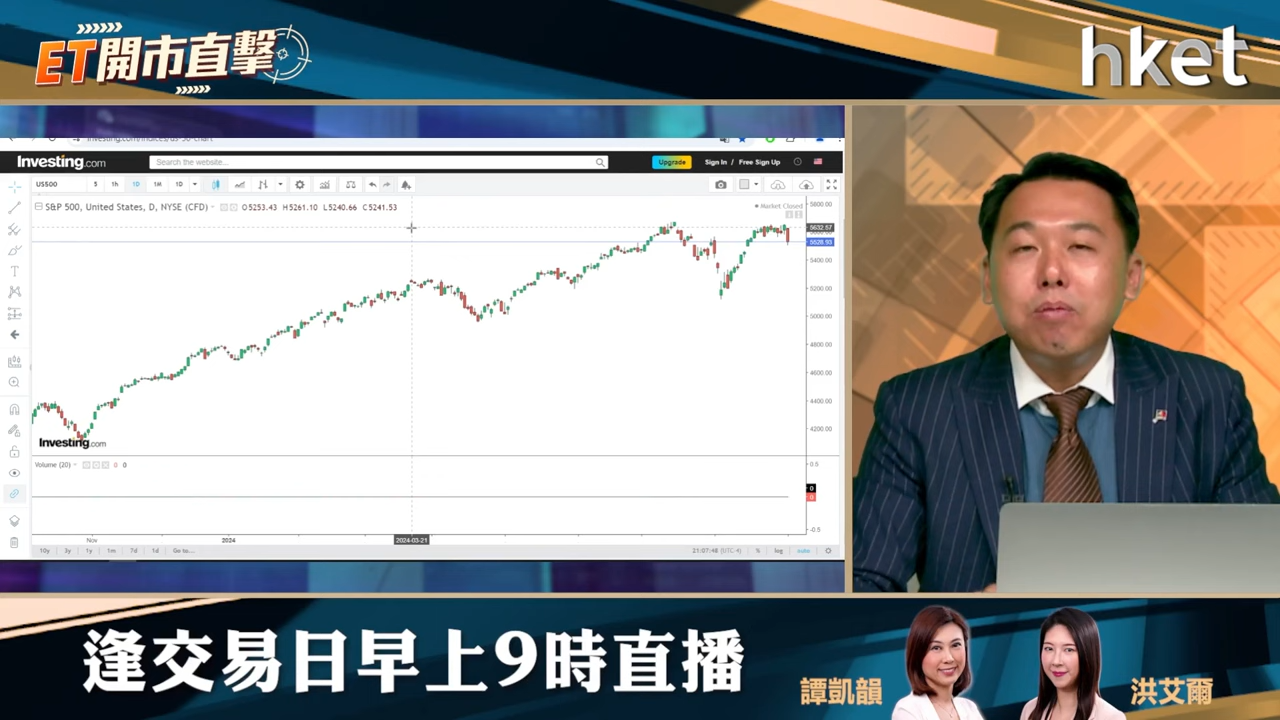 ET開市直擊
hket
Investing.com
Search the website...
Upgrade
Sign In / Free Sign Up
US500
5
1h
1D
1M
1D
S&P 500, United States, D, NYSE (CFD)
O5253.43 H5261.10 L5240.66 C5241.53
Market Closed
5800.00
5632.57
5528.93
5400.00
5200.00
5000.00
4800.00
4600.00
4400.00
4200.00
Investing.com
Volume (20)
0
0
0.5
0
0
-0.5
Nov
2024
2024-03-21
10y
3y
1y
1m
7d
1d
Go to...
21:07:48 (UTC-4)
%
log
auto
逢交易日早上9時直播
譚凱韻
洪艾爾